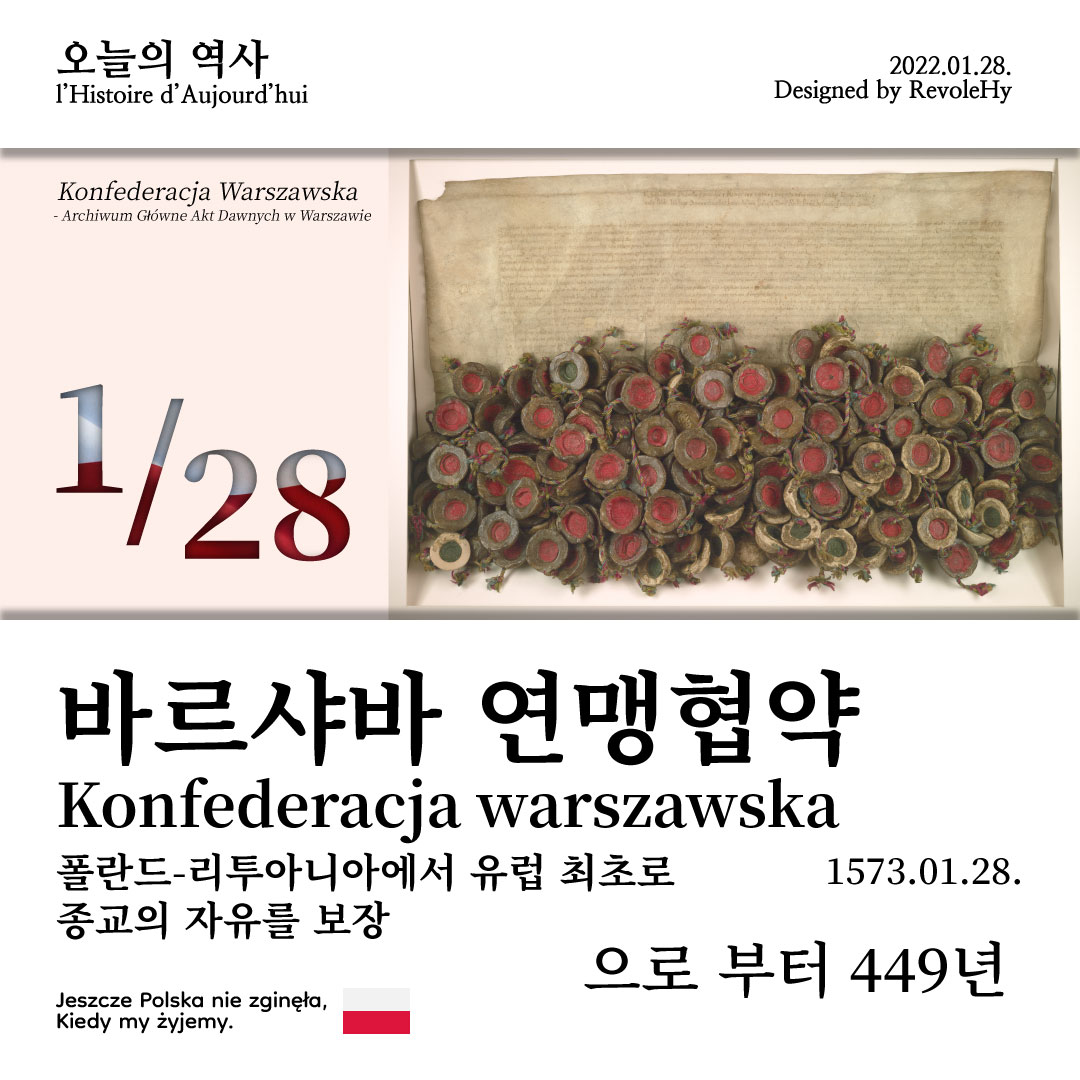 오늘의 역사
l’Histoire d’Aujourd’hui
2022.01.28.
Designed by RevoleHy
Konfederacja Warszawska
- Archiwum Główne Akt Dawnych w Warszawie
1/28
바르샤바 연맹협약
Konfederacja warszawska
폴란드-리투아니아에서 유럽 최초로
종교의 자유를 보장
1573.01.28.
으로 부터 449년
Jeszcze Polska nie zginęła,
Kiedy my żyjemy.